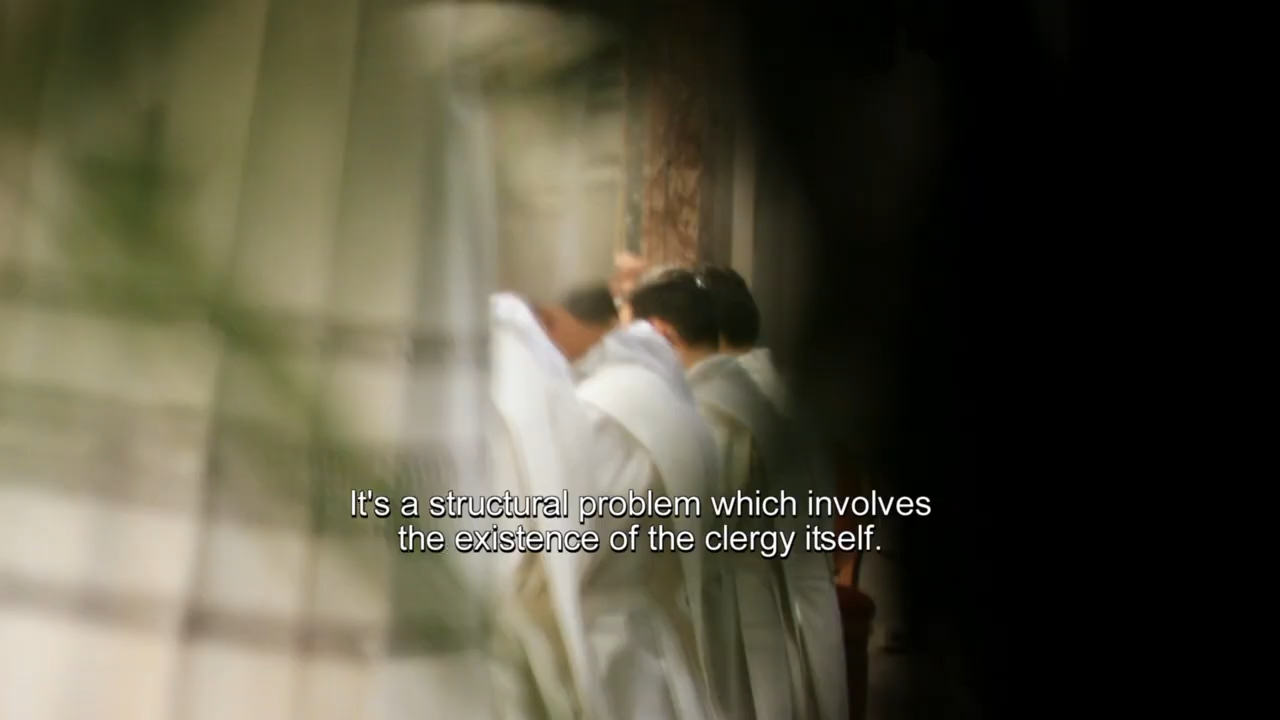 It's a structural problem which involves
the existence of the clergy itself.